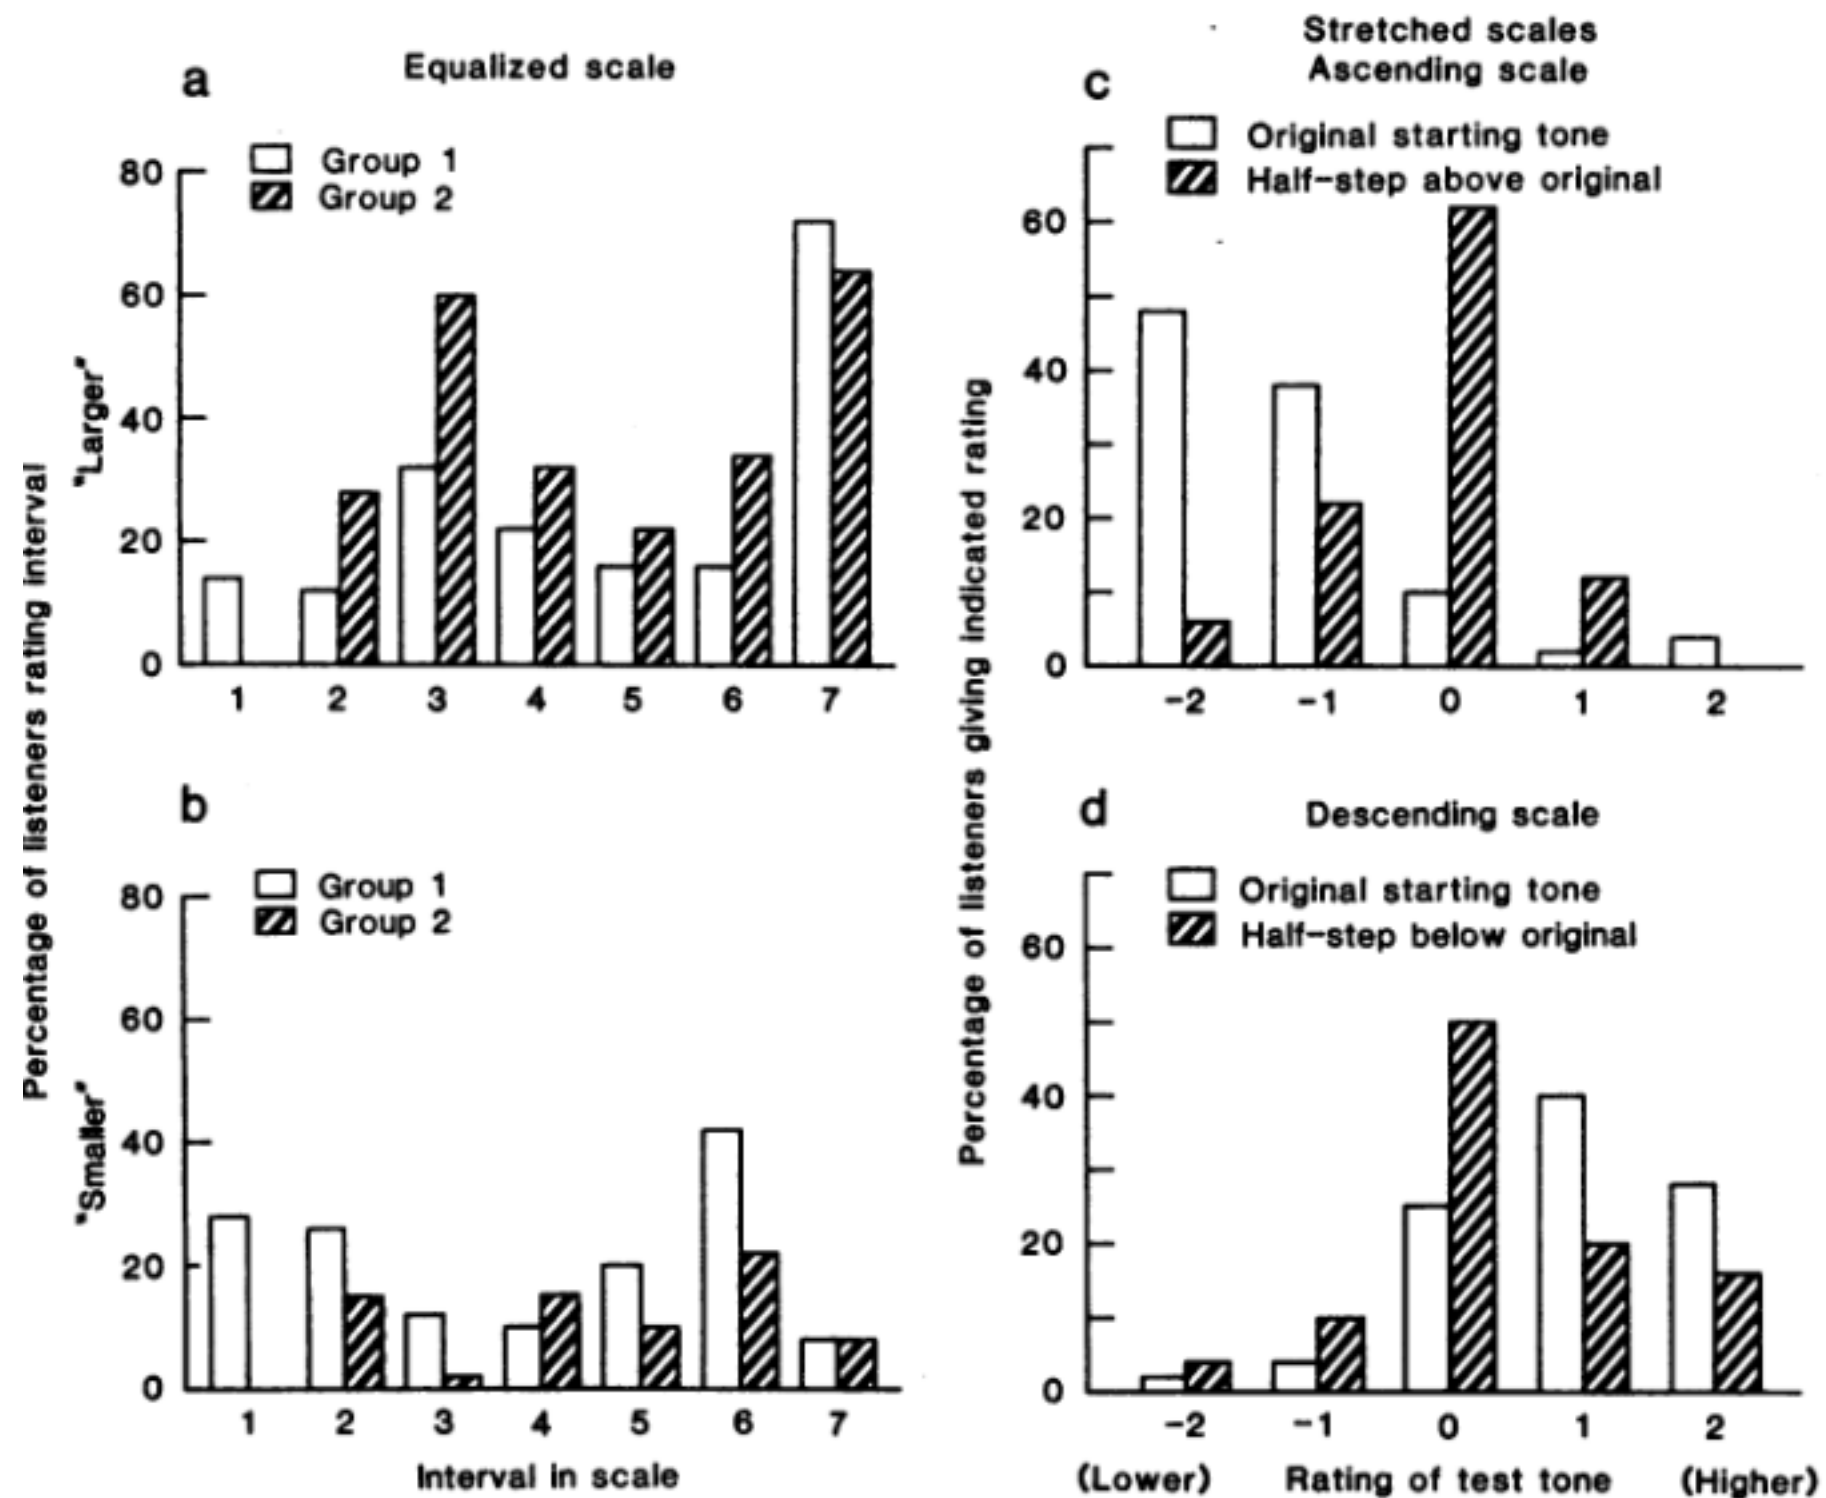 a
Equalized scale
Group 1
Group 2
80
60
40
20
0
1 2 3 4 5 6 7
"Larger"
Percentage of listeners rating interval
b
Group 1
Group 2
80
60
40
20
0
1 2 3 4 5 6 7
"Smaller"
Interval in scale
Stretched scales
c
Ascending scale
Original starting tone
Half-step above original
60
40
20
0
-2 -1 0 1 2
Percentage of listeners giving indicated rating
d
Descending scale
Original starting tone
Half-step below original
60
40
20
0
-2 -1 0 1 2
(Lower) Rating of test tone (Higher)